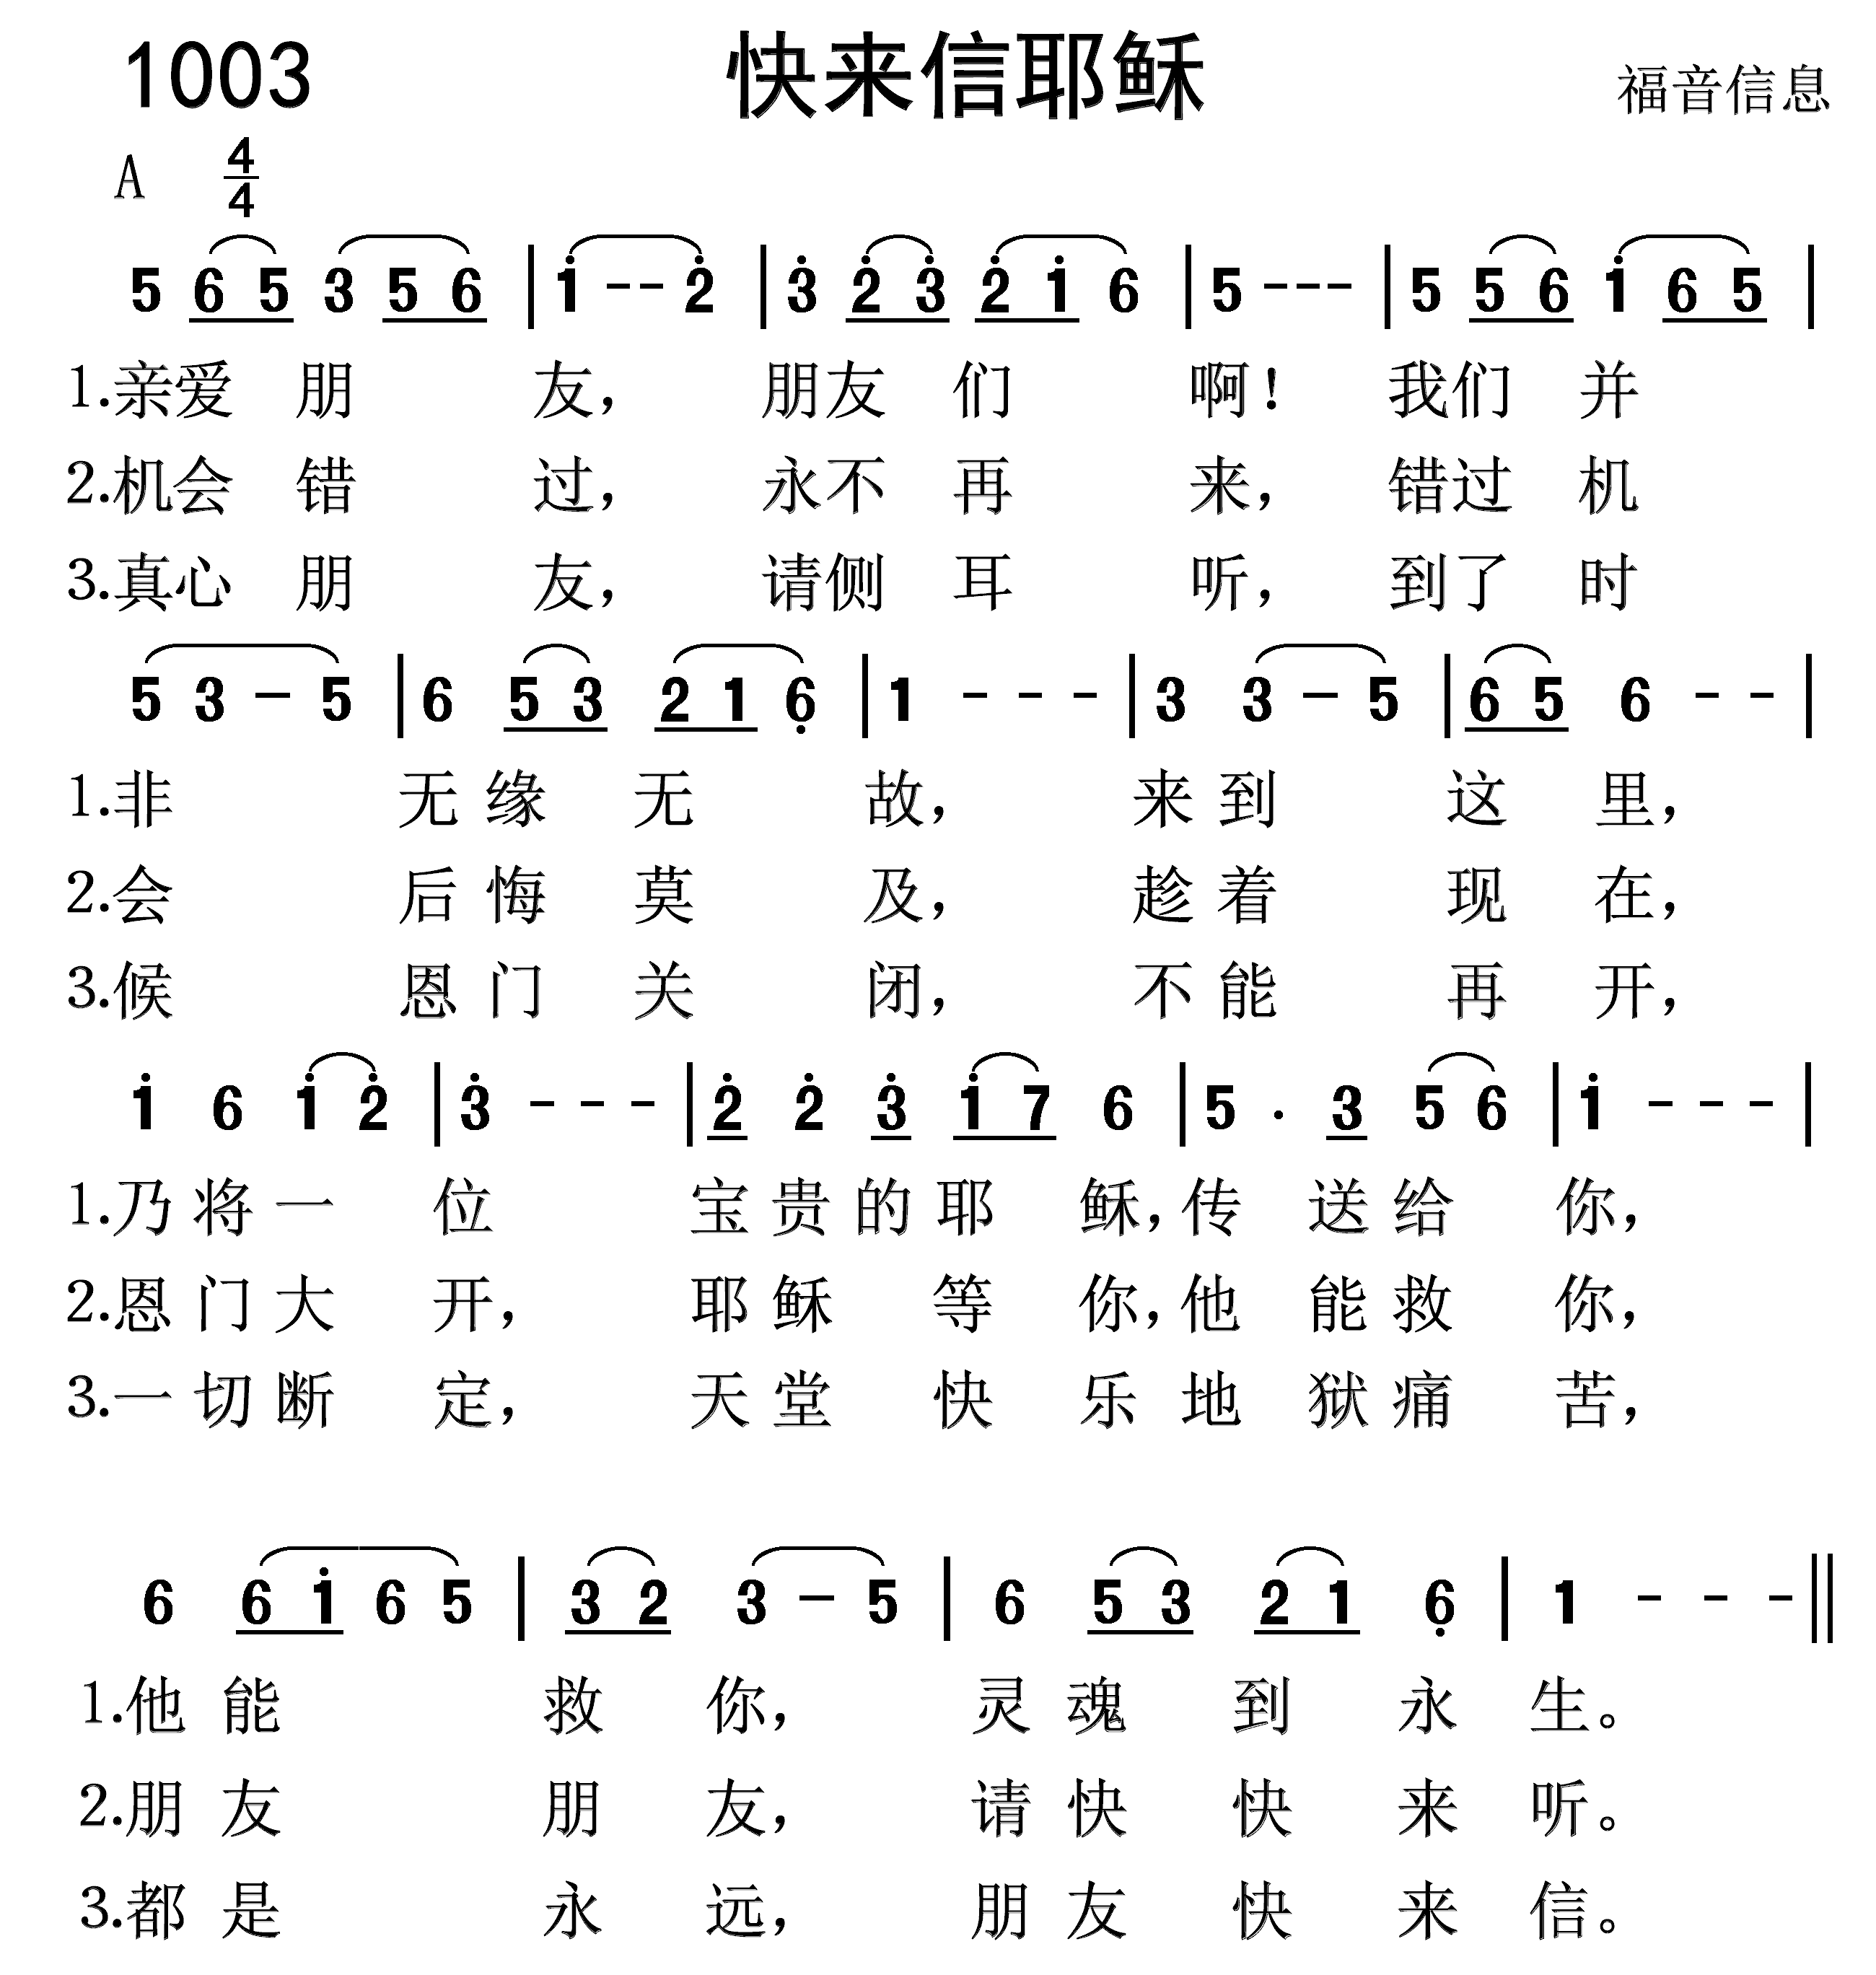 1003 快来信耶稣 福音信息
A 4/4
5 6 5 3 5 6 | i - - 2̇ | 3̇ 2̇ 3̇ 2̇ i 6 | 5 - - - | 5 5 6 i 6 5 |
1.亲爱 朋 友， 朋友 们 啊！ 我们 并
2.机会 错 过， 永不 再 来， 错过 机
3.真心 朋 友， 请侧 耳 听， 到了 时
5 3 - 5 | 6 5 3 2 1 6̣ | 1 - - - | 3 3 - 5 | 6 5 6 - - |
1.非 无 缘 无 故， 来 到 这 里，
2.会 后 悔 莫 及， 趁 着 现 在，
3.候 恩 门 关 闭， 不 能 再 开，
i 6 i 2̇ | 3̇ - - - | 2̇ 2̇ 3̇ i 7 6 | 5 . 3 5 6 | i - - - |
1.乃 将 一 位 宝 贵 的 耶 稣，传 送 给 你，
2.恩 门 大 开， 耶 稣 等 你，他 能 救 你，
3.一 切 断 定， 天 堂 快 乐 地 狱 痛 苦，
6 6 i 6 5 | 3 2 3 - 5 | 6 5 3 2 1 6̣ | 1 - - - ||
1.他 能 救 你， 灵 魂 到 永 生。
2.朋 友 朋 友， 请 快 快 来 听。
3.都 是 永 远， 朋 友 快 来 信。